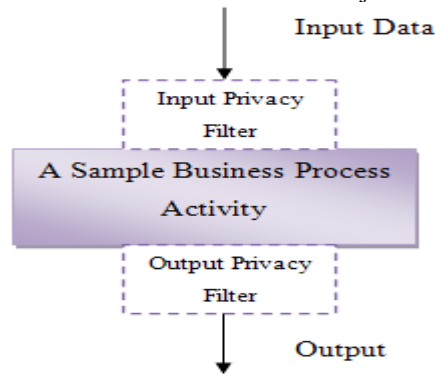 Input Data
Input Privacy
Filter
A Sample Business Process
Activity
Output Privacy
Filter
Output